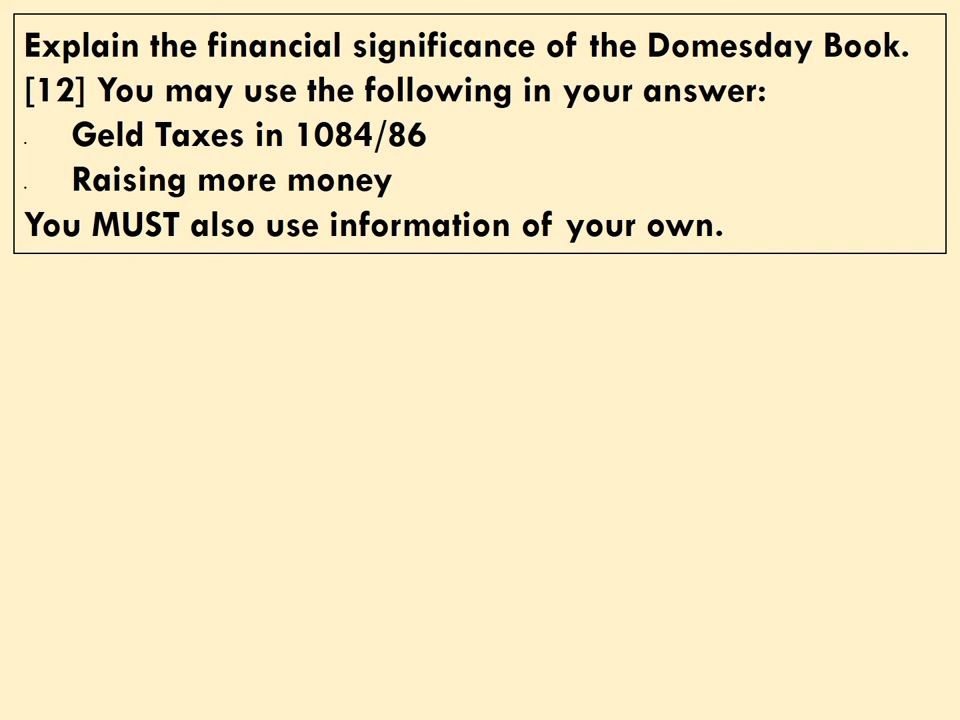 Explain the financial significance of the Domesday Book.
[12] You may use the following in your answer:
· Geld Taxes in 1084/86
· Raising more money
You MUST also use information of your own.